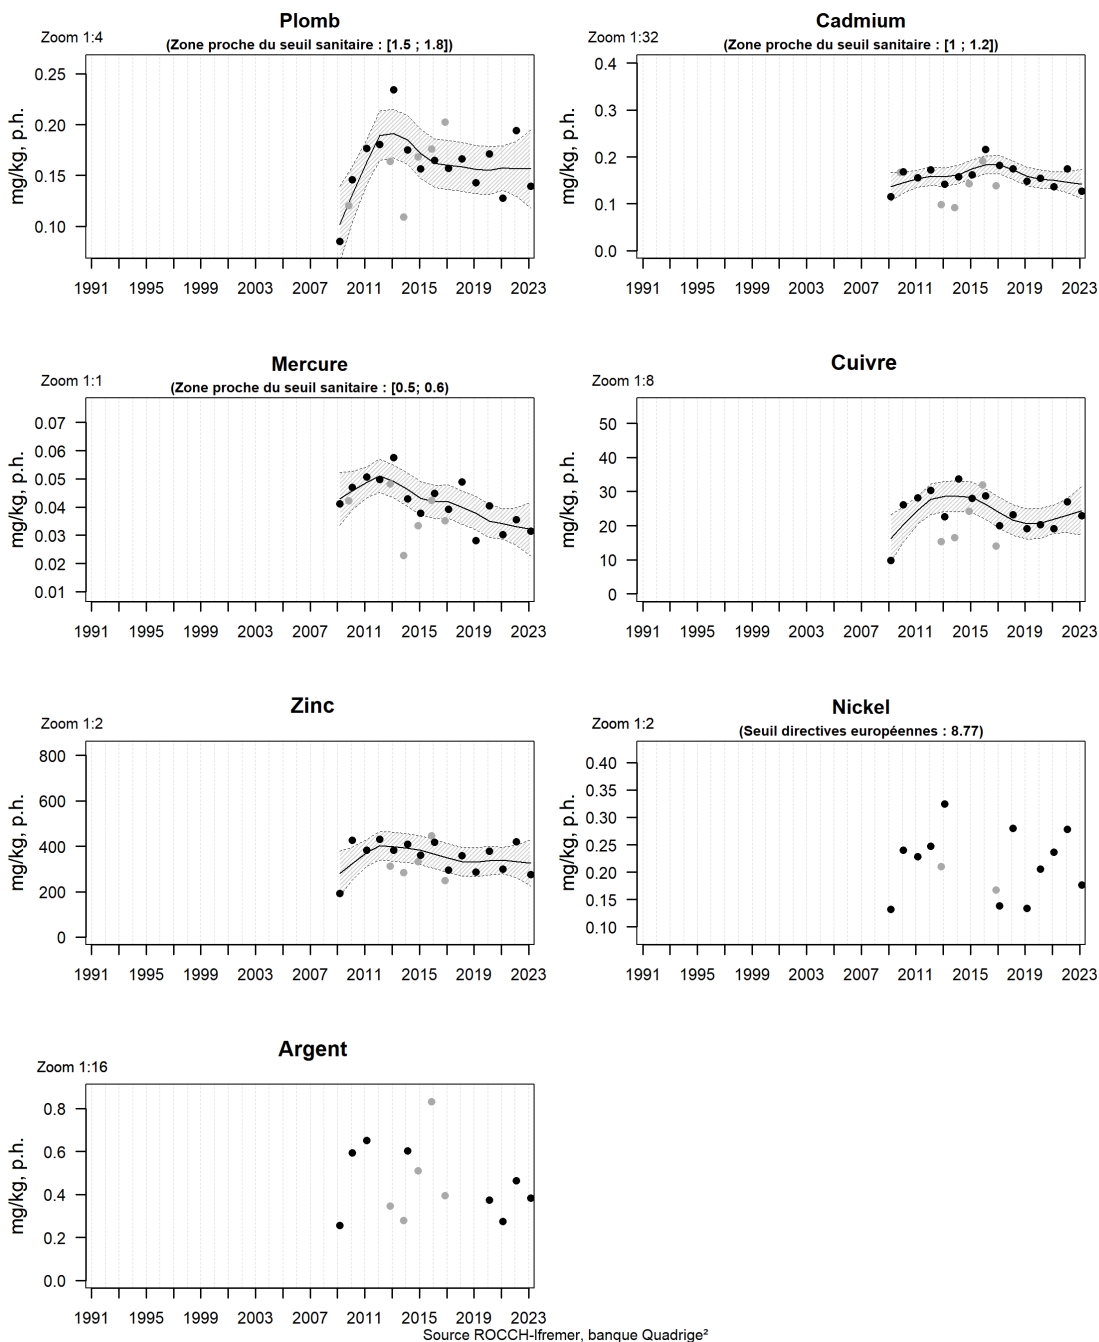 Plomb
Zoom 1:4
(Zone proche du seuil sanitaire : [1.5 ; 1.8])
mg/kg, p.h.
0.25
0.20
0.15
0.10
1991 1995 1999 2003 2007 2011 2015 2019 2023
Cadmium
Zoom 1:32
(Zone proche du seuil sanitaire : [1 ; 1.2])
mg/kg, p.h.
0.4
0.3
0.2
0.1
0.0
1991 1995 1999 2003 2007 2011 2015 2019 2023
Mercure
Zoom 1:1
(Zone proche du seuil sanitaire : [0.5; 0.6)
mg/kg, p.h.
0.07
0.06
0.05
0.04
0.03
0.02
0.01
1991 1995 1999 2003 2007 2011 2015 2019 2023
Cuivre
Zoom 1:8
mg/kg, p.h.
50
40
30
20
10
0
1991 1995 1999 2003 2007 2011 2015 2019 2023
Zinc
Zoom 1:2
mg/kg, p.h.
800
600
400
200
0
1991 1995 1999 2003 2007 2011 2015 2019 2023
Nickel
Zoom 1:2
(Seuil directives européennes : 8.77)
mg/kg, p.h.
0.40
0.35
0.30
0.25
0.20
0.15
0.10
1991 1995 1999 2003 2007 2011 2015 2019 2023
Argent
Zoom 1:16
mg/kg, p.h.
0.8
0.6
0.4
0.2
0.0
1991 1995 1999 2003 2007 2011 2015 2019 2023
Source ROCCH-Ifremer, banque Quadrige²